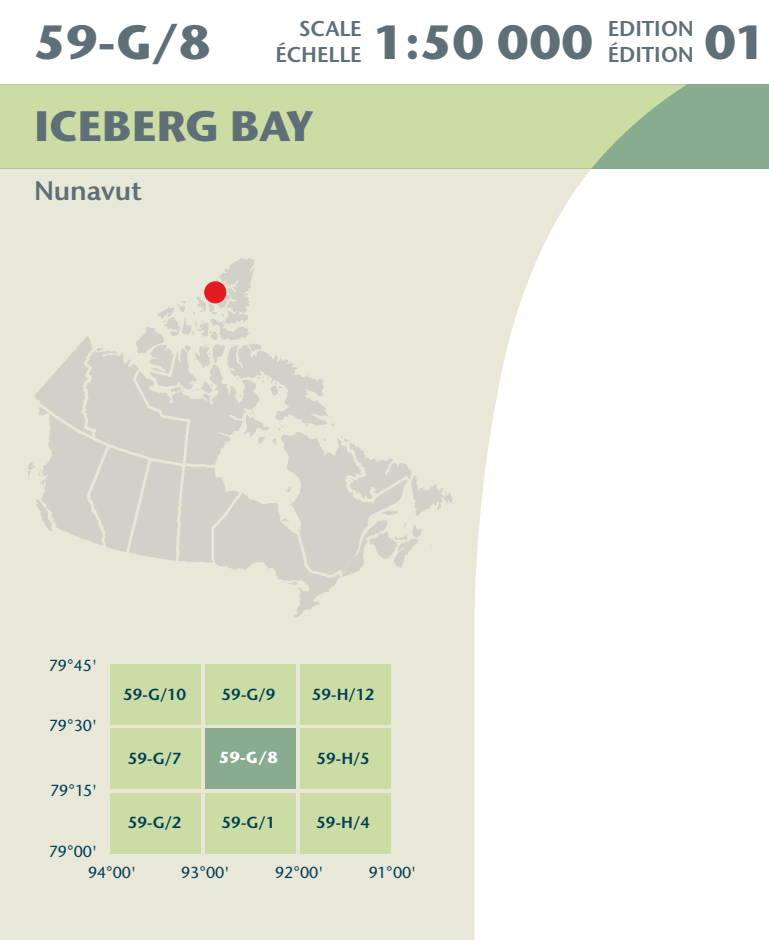 59-G/8
SCALE
ÉCHELLE
1:50 000
EDITION
ÉDITION
01
ICEBERG BAY
Nunavut
79°45'
59-G/10 59-G/9 59-H/12
79°30'
59-G/7 59-G/8 59-H/5
79°15'
59-G/2 59-G/1 59-H/4
79°00'
94°00' 93°00' 92°00' 91°00'